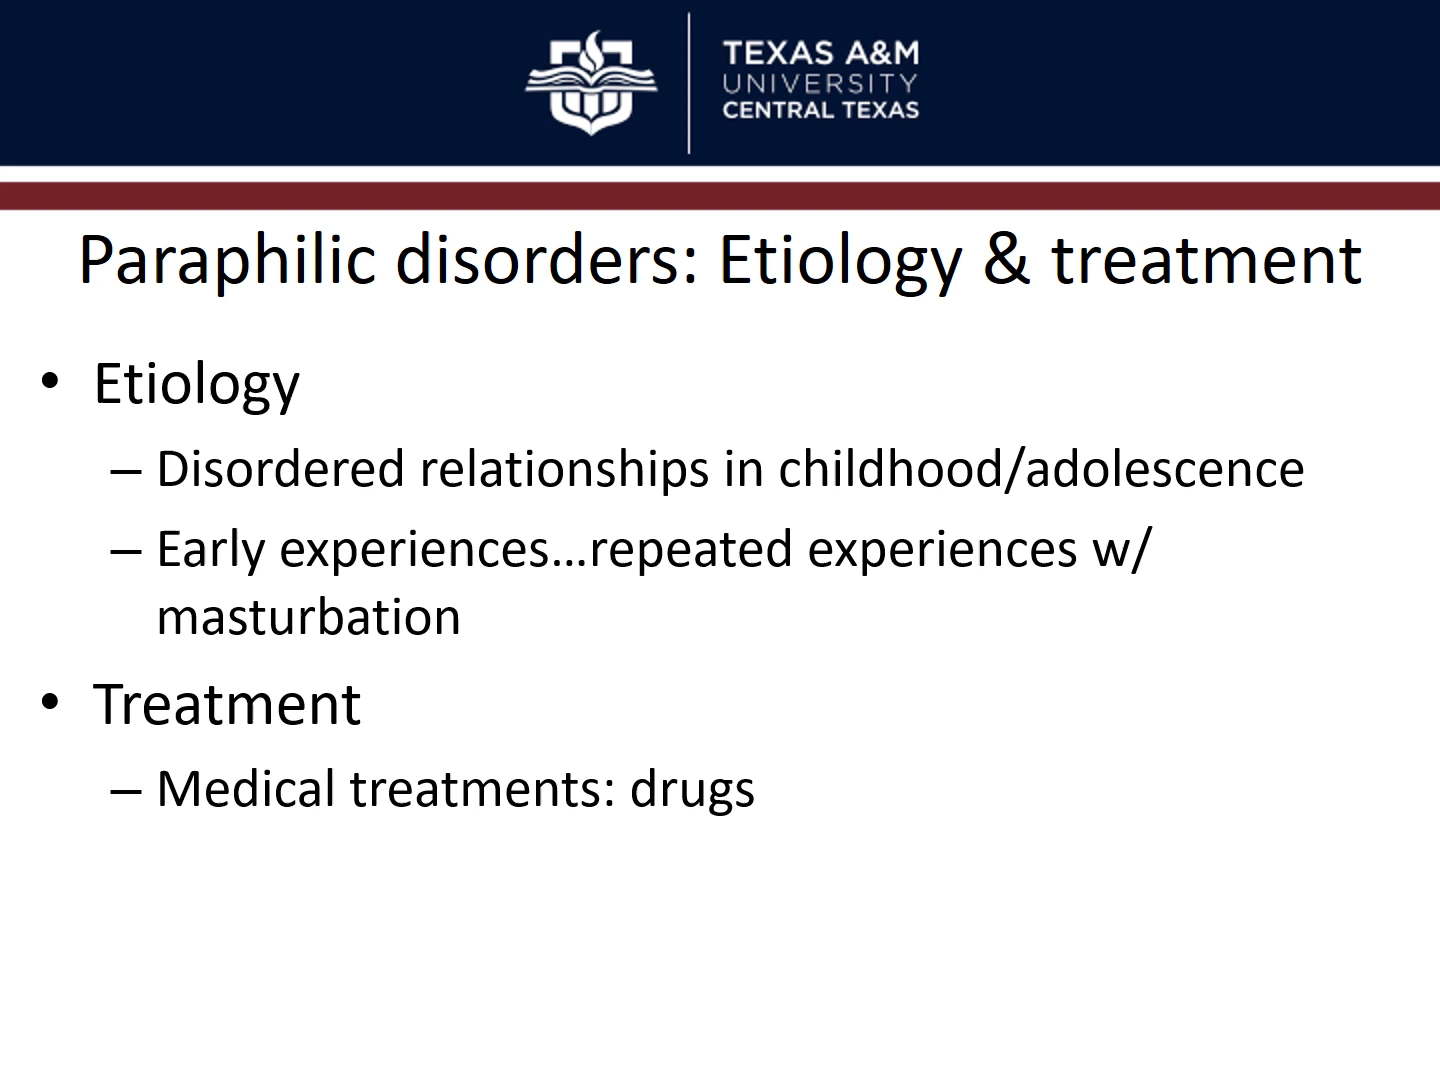 TEXAS A&M
UNIVERSITY
CENTRAL TEXAS
Paraphilic disorders: Etiology & treatment
• Etiology
– Disordered relationships in childhood/adolescence
– Early experiences…repeated experiences w/
masturbation
• Treatment
– Medical treatments: drugs